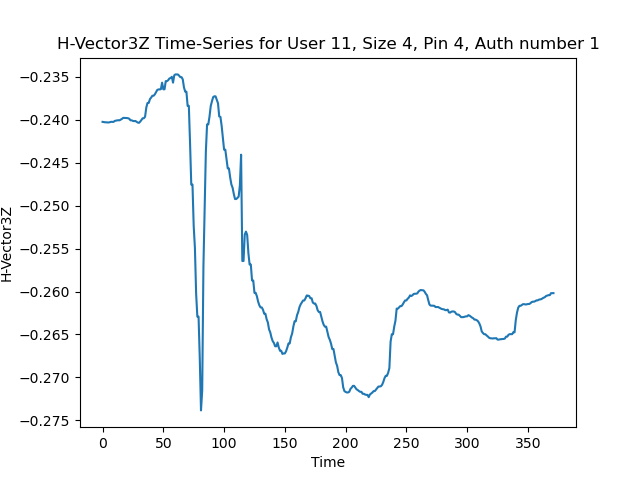 H-Vector3Z Time-Series for User 11, Size 4, Pin 4, Auth number 1
−0.235
−0.240
−0.245
−0.250
−0.255
−0.260
−0.265
−0.270
−0.275
H-Vector3Z
0 50 100 150 200 250 300 350
Time